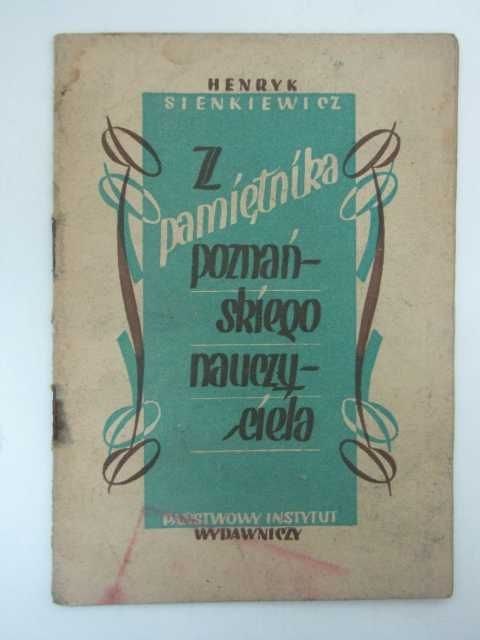 HENRYK
SIENKIEWICZ
Z
pamiętnika
poznań-
skiego
nauczy-
ciela
PAŃSTWOWY INSTYTUT
WYDAWNICZY